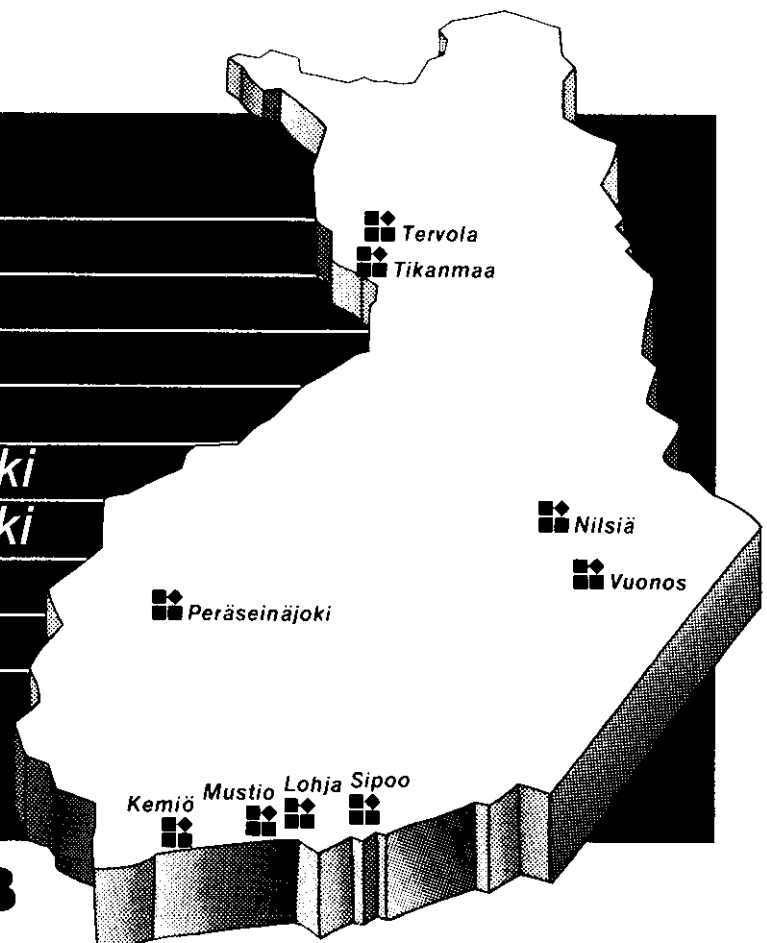 Tervola
Tikanmaa
ki
ki
Nilsiä
Vuonos
Peräseinäjoki
Kemiö Mustio Lohja Sipoo